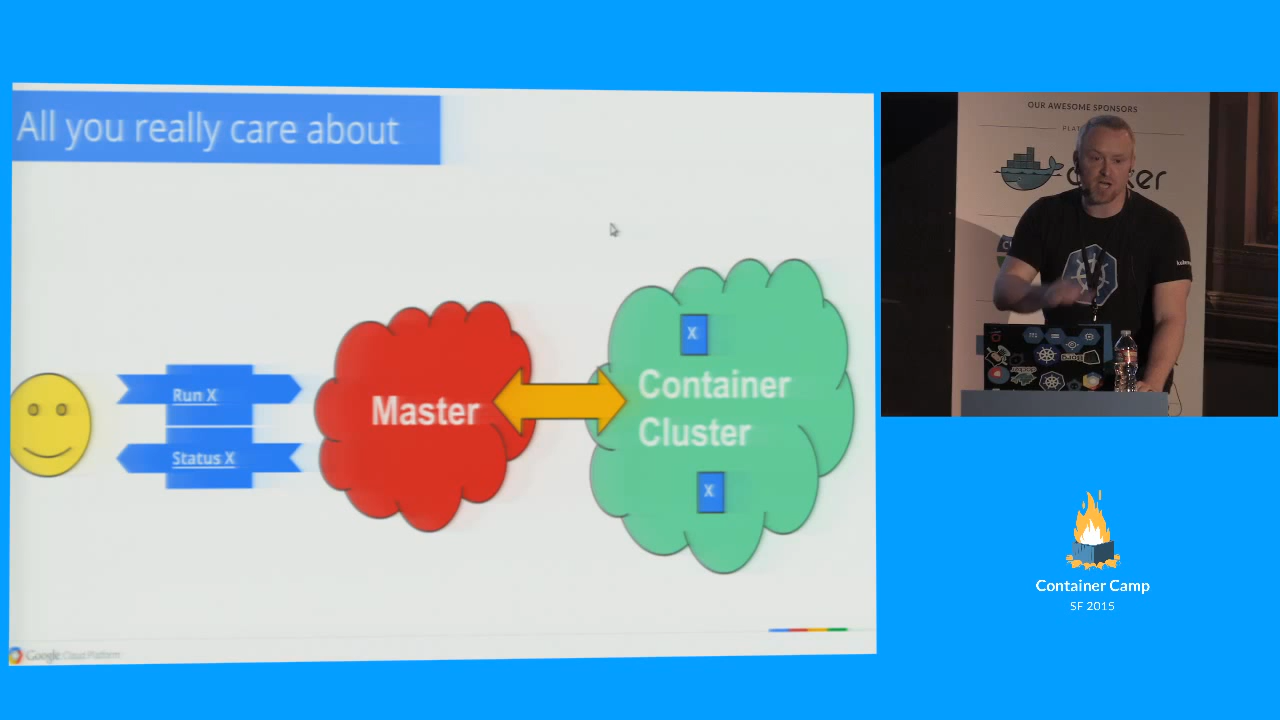 All you really care about
Run X
Status X
Master
X
Container
Cluster
X
Google Cloud Platform
OUR AWESOME SPONSORS
Container Camp
SF 2015